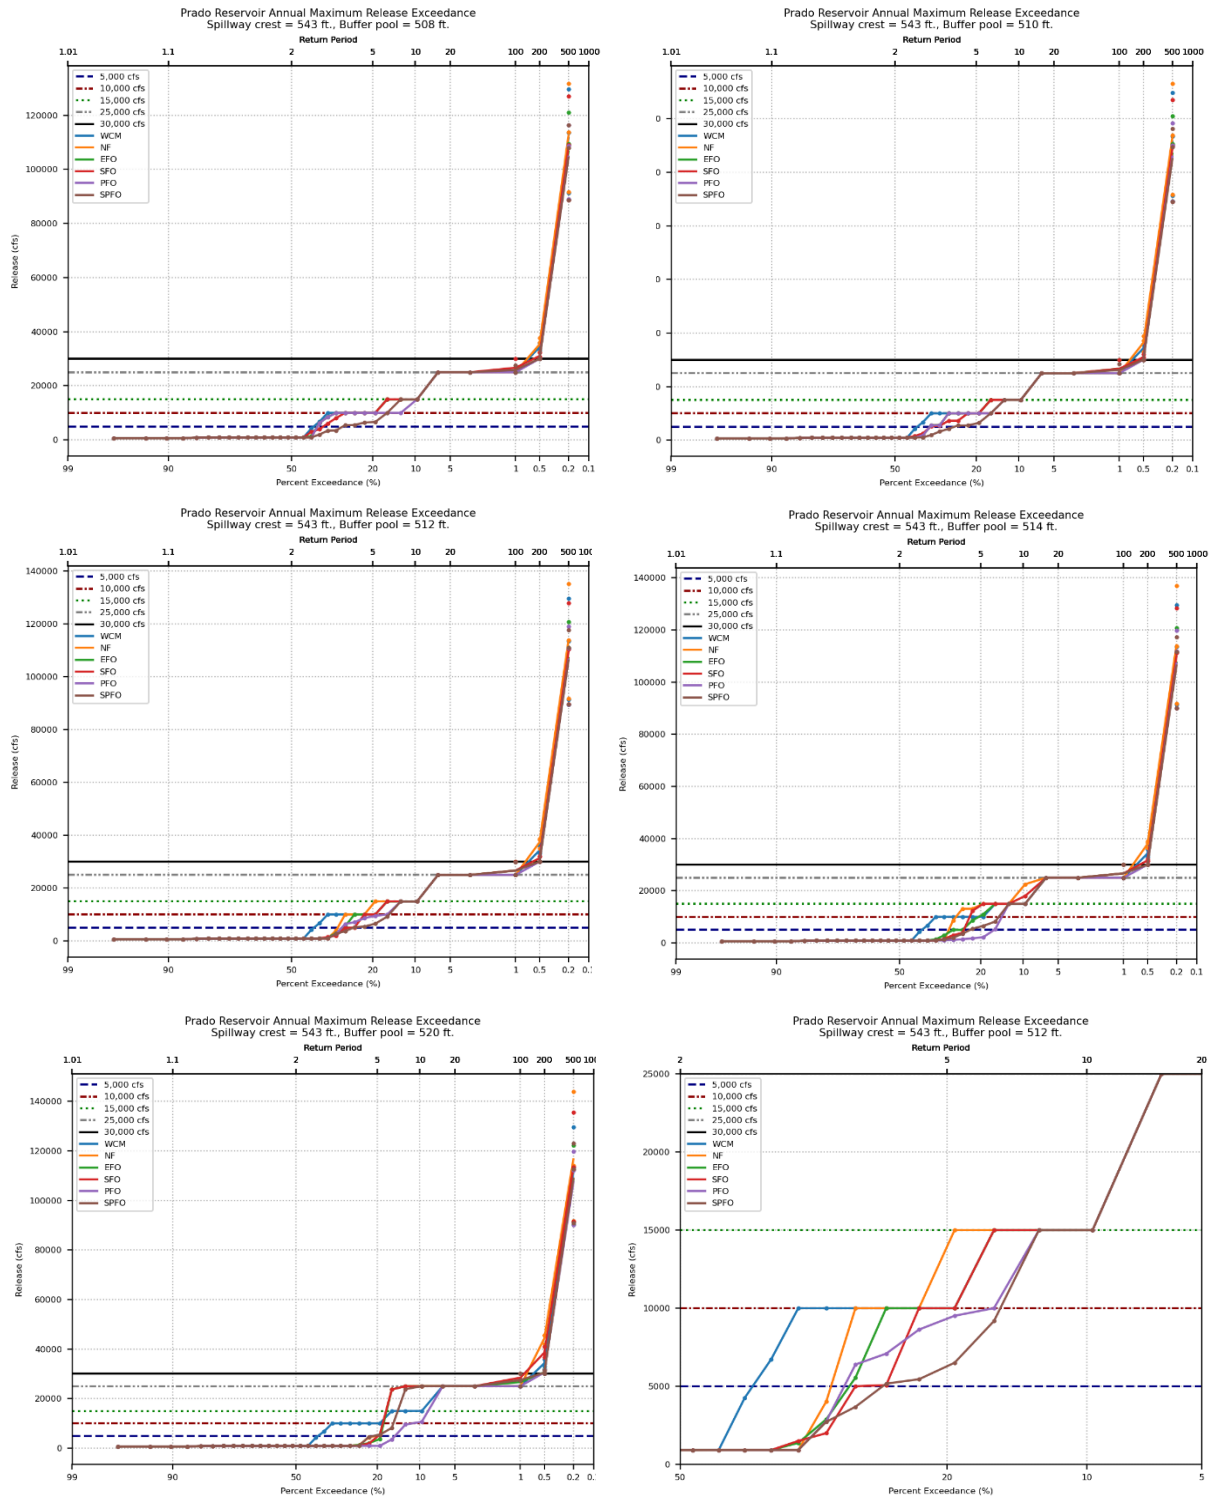 Prado Reservoir Annual Maximum Release Exceedance
Spillway crest = 543 ft., Buffer pool = 508 ft.
Return Period
1.01 1.1 2 5 10 20 100 200 500 1000
5,000 cfs
10,000 cfs
15,000 cfs
25,000 cfs
30,000 cfs
WCM
NF
EFO
SFO
PFO
SPFO
Release (cfs)
120000
100000
80000
60000
40000
20000
0
99 90 50 20 10 5 1 0.5 0.2 0.1
Percent Exceedance (%)
Prado Reservoir Annual Maximum Release Exceedance
Spillway crest = 543 ft., Buffer pool = 510 ft.
Return Period
1.01 1.1 2 5 10 20 100 200 500 1000
5,000 cfs
10,000 cfs
15,000 cfs
25,000 cfs
30,000 cfs
WCM
NF
EFO
SFO
PFO
SPFO
0
0
0
0
0
0
0
99 90 50 20 10 5 1 0.5 0.2 0.1
Percent Exceedance (%)
Prado Reservoir Annual Maximum Release Exceedance
Spillway crest = 543 ft., Buffer pool = 512 ft.
Return Period
1.01 1.1 2 5 10 20 100 200 500 100
5,000 cfs
10,000 cfs
15,000 cfs
25,000 cfs
30,000 cfs
WCM
NF
EFO
SFO
PFO
SPFO
Release (cfs)
140000
120000
100000
80000
60000
40000
20000
0
99 90 50 20 10 5 1 0.5 0.2 0.
Percent Exceedance (%)
Prado Reservoir Annual Maximum Release Exceedance
Spillway crest = 543 ft., Buffer pool = 514 ft.
Return Period
1.01 1.1 2 5 10 20 100 200 500 1000
5,000 cfs
10,000 cfs
15,000 cfs
25,000 cfs
30,000 cfs
WCM
NF
EFO
SFO
PFO
SPFO
Release (cfs)
140000
120000
100000
80000
60000
40000
20000
0
99 90 50 20 10 5 1 0.5 0.2 0.1
Percent Exceedance (%)
Prado Reservoir Annual Maximum Release Exceedance
Spillway crest = 543 ft., Buffer pool = 520 ft.
Return Period
1.01 1.1 2 5 10 20 100 200 500 10
5,000 cfs
10,000 cfs
15,000 cfs
25,000 cfs
30,000 cfs
WCM
NF
EFO
SFO
PFO
SPFO
Release (cfs)
140000
120000
100000
80000
60000
40000
20000
0
99 90 50 20 10 5 1 0.5 0.2 0.
Percent Exceedance (%)
Prado Reservoir Annual Maximum Release Exceedance
Spillway crest = 543 ft., Buffer pool = 512 ft.
Return Period
2 5 10 20
5,000 cfs
10,000 cfs
15,000 cfs
25,000 cfs
30,000 cfs
WCM
NF
EFO
SFO
PFO
SPFO
Release (cfs)
25000
20000
15000
10000
5000
0
50 20 10 5
Percent Exceedance (%)